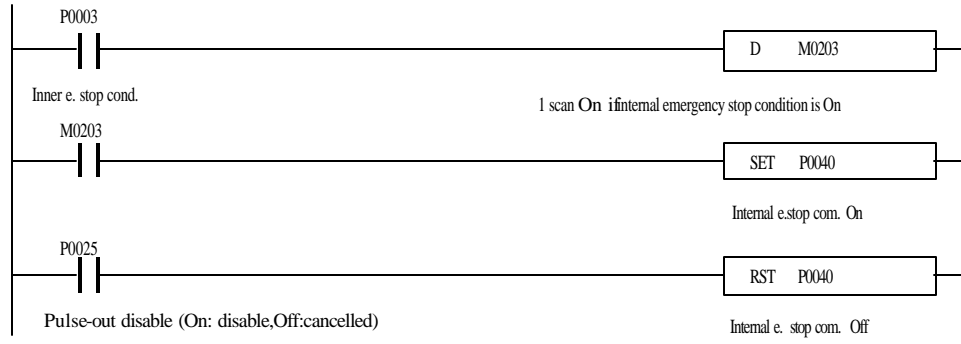 P0003
D M0203
Inner e. stop cond.
1 scan On if internal emergency stop condition is On
M0203
SET P0040
Internal e.stop com. On
P0025
RST P0040
Pulse-out disable (On: disable,Off:cancelled)
Internal e. stop com. Off